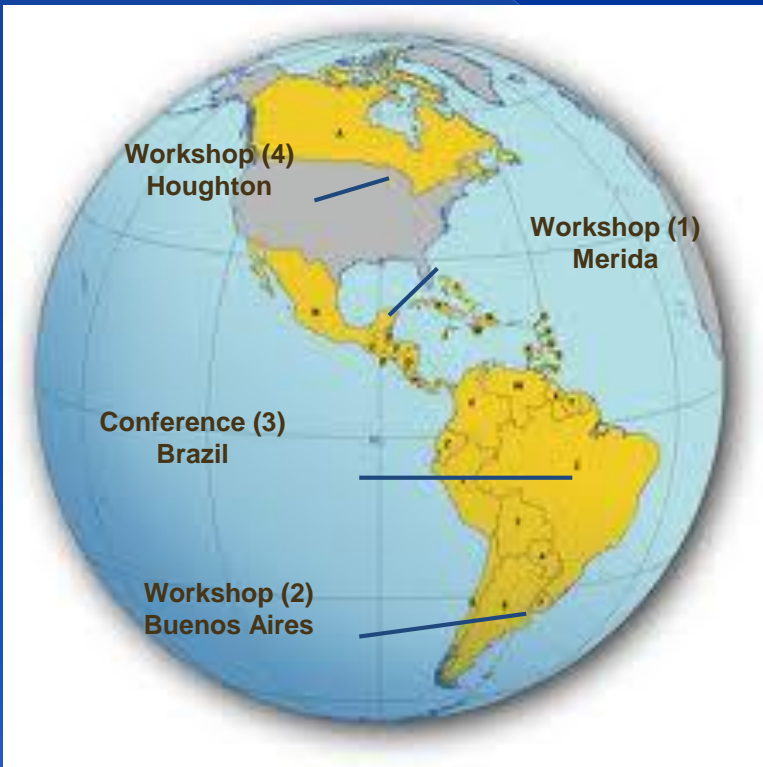 Workshop (4)
Houghton
Workshop (1)
Merida
Conference (3)
Brazil
Workshop (2)
Buenos Aires